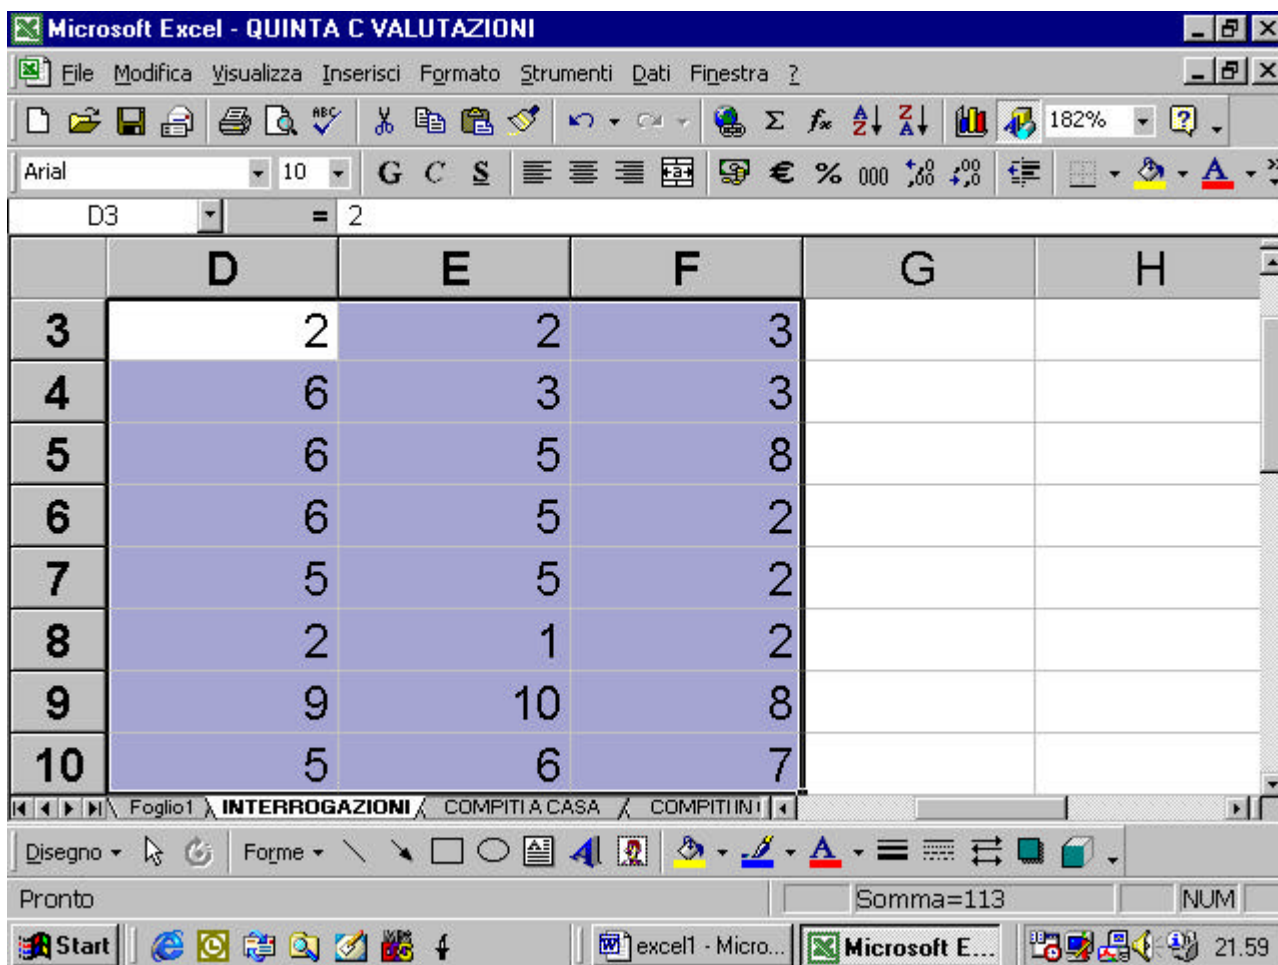 Microsoft Excel - QUINTA C VALUTAZIONI
File Modifica Visualizza Inserisci Formato Strumenti Dati Finestra ?
ABC Σ fx A Z Z A 182% ?
Arial 10 G C S a € % 000 A
D3 = 2
D E F G H
3 2 2 3
4 6 3 3
5 6 5 8
6 6 5 2
7 5 5 2
8 2 1 2
9 9 10 8
10 5 6 7
Foglio1 INTERROGAZIONI COMPITI A CASA COMPITI IN
Disegno Forme A A
Pronto Somma=113 NUM
Start excel1 - Micro... Microsoft E... 21.59